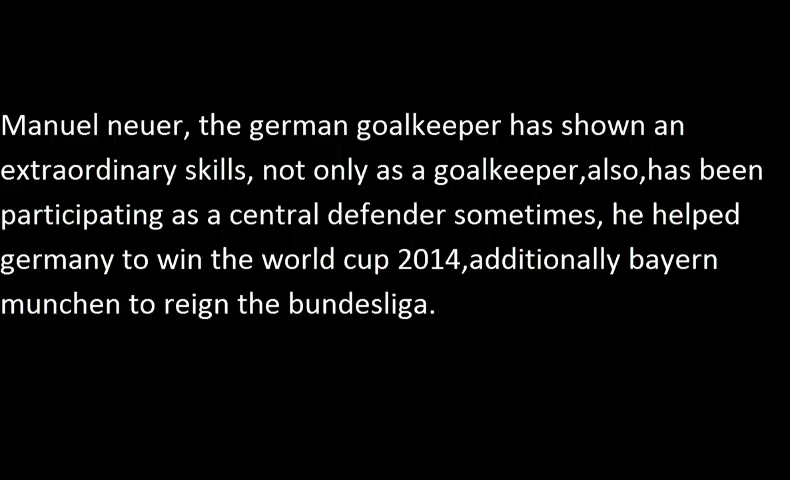 Manuel neuer, the german goalkeeper has shown an
extraordinary skills, not only as a goalkeeper,also,has been
participating as a central defender sometimes, he helped
germany to win the world cup 2014,additionally bayern
munchen to reign the bundesliga.